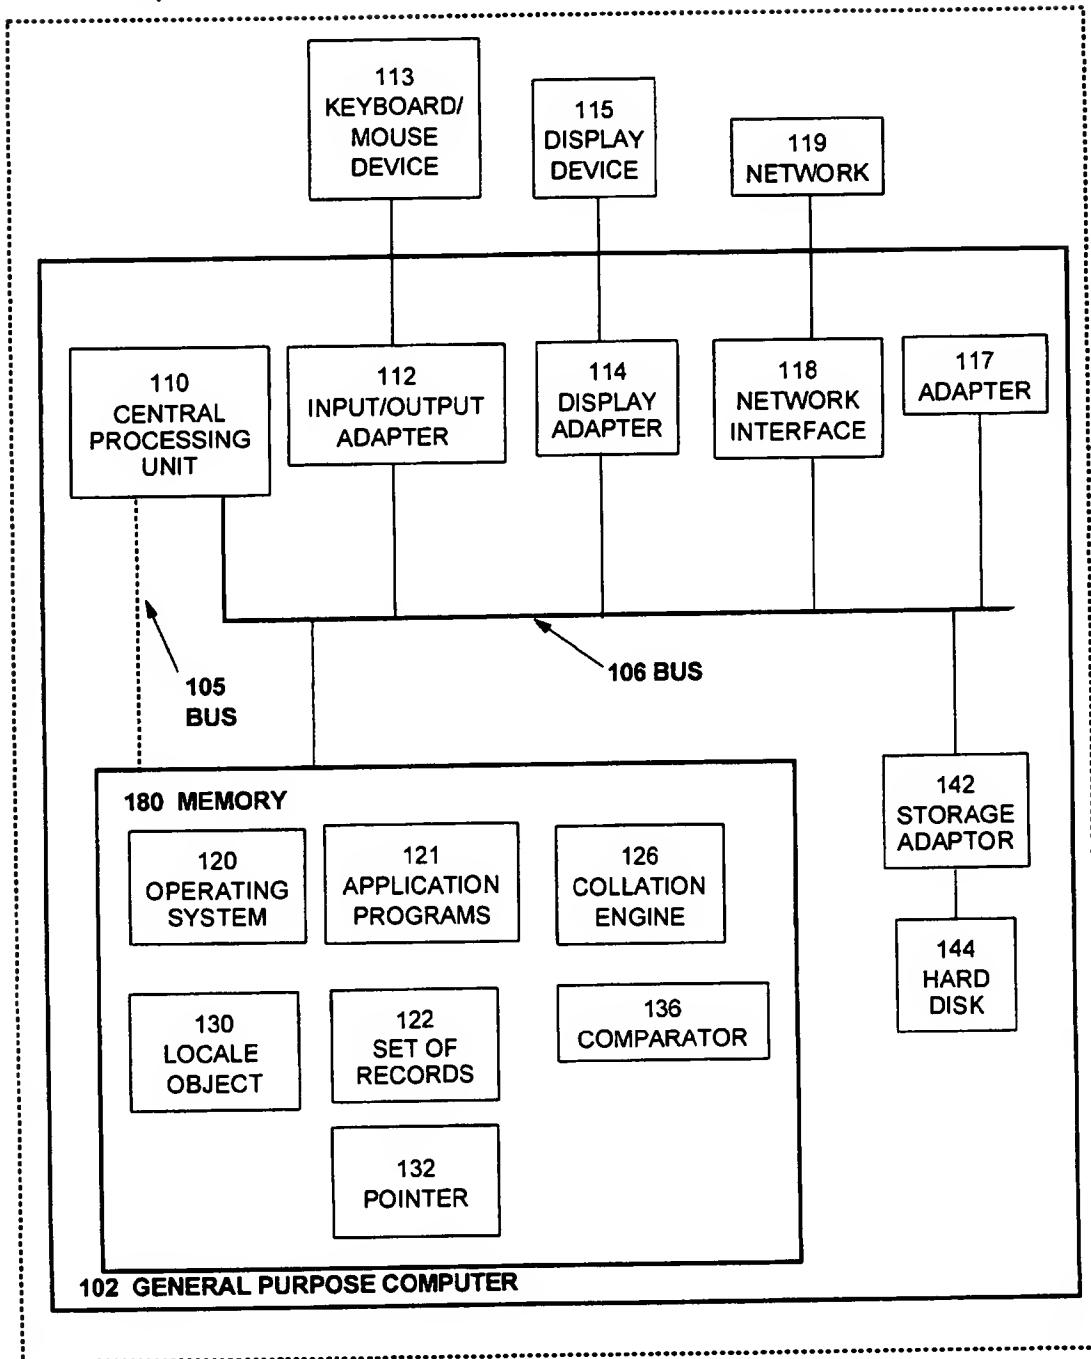 113
KEYBOARD/
MOUSE
DEVICE
115
DISPLAY
DEVICE
119
NETWORK
110
CENTRAL
PROCESSING
UNIT
112
INPUT/OUTPUT
ADAPTER
114
DISPLAY
ADAPTER
118
NETWORK
INTERFACE
117
ADAPTER
105
BUS
106 BUS
180 MEMORY
120
OPERATING
SYSTEM
121
APPLICATION
PROGRAMS
126
COLLATION
ENGINE
130
LOCALE
OBJECT
122
SET OF
RECORDS
136
COMPARATOR
132
POINTER
142
STORAGE
ADAPTOR
144
HARD
DISK
102 GENERAL PURPOSE COMPUTER